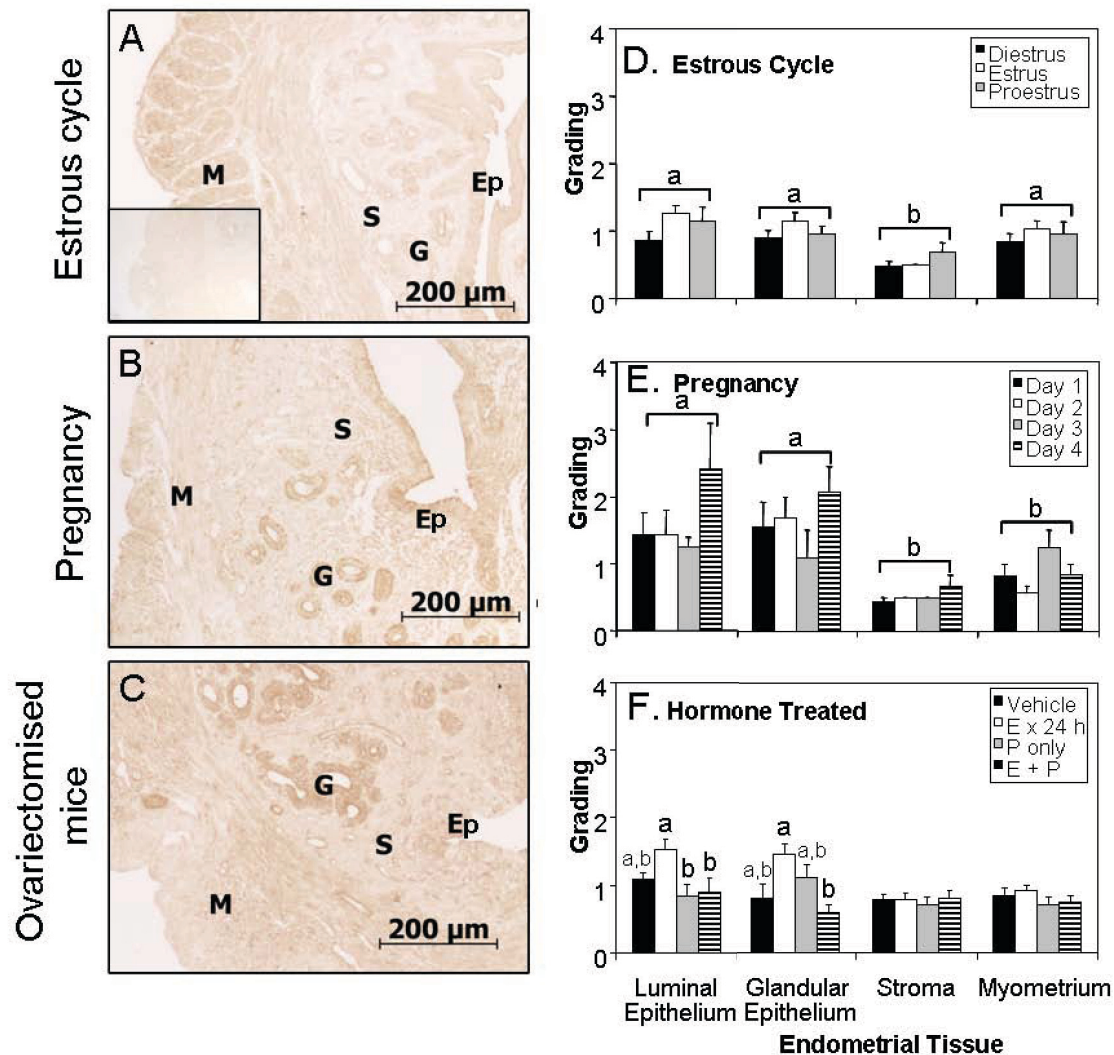 Estrous cycle
A
M
S
G
Ep
200 µm
Pregnancy
B
S
M
Ep
G
200 µm
Ovariectomised
mice
C
G
Ep
S
M
200 µm
D. Estrous Cycle
Diestrus
Estrus
Proestrus
Grading
4
3
2
1
0
a
a
b
a
E. Pregnancy
Day 1
Day 2
Day 3
Day 4
Grading
4
3
2
1
0
a
a
b
b
F. Hormone Treated
Vehicle
E x 24 h
P only
E + P
Grading
4
3
2
1
0
a,b
a
b
b
a,b
a
a,b
b
Luminal
Epithelium
Glandular
Epithelium
Stroma
Myometrium
Endometrial Tissue